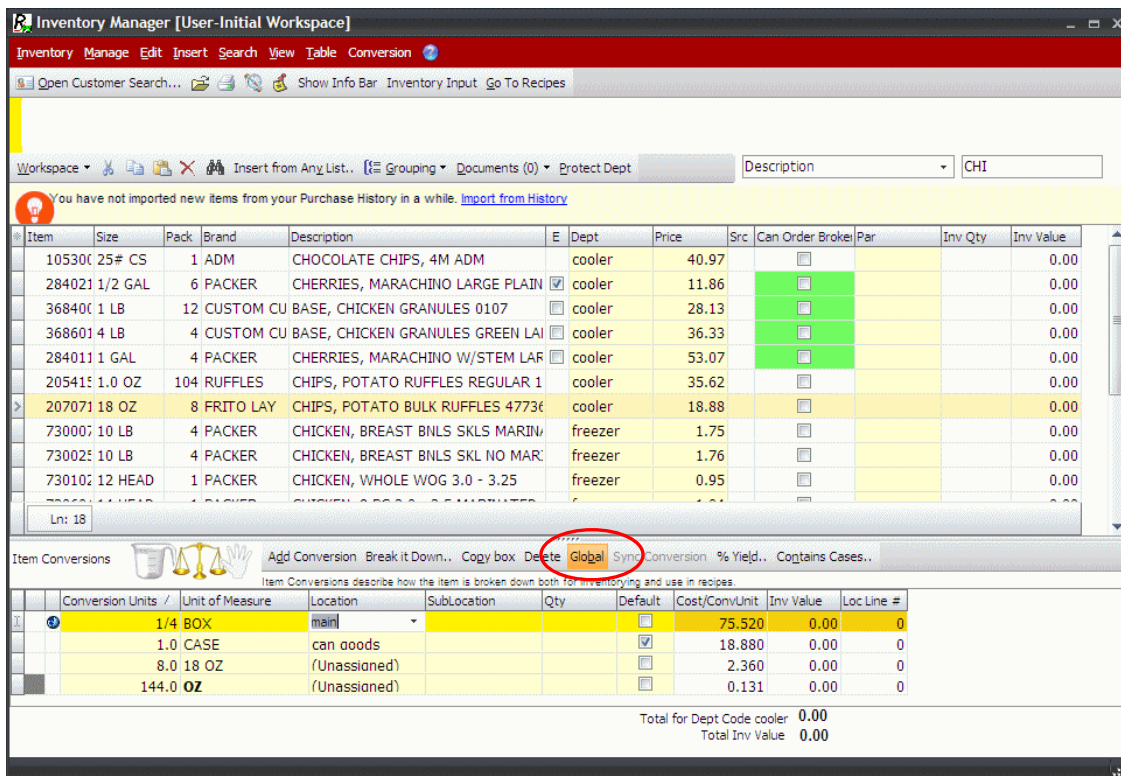 Inventory Manager [User-Initial Workspace]
Inventory Manage Edit Insert Search View Table Conversion
Open Customer Search... Show Info Bar Inventory Input Go To Recipes
Workspace Insert from Any List.. Grouping Documents (0) Protect Dept Description CHI
You have not imported new items from your Purchase History in a while. Import from History
Item Size Pack Brand Description E Dept Price Src Can Order Broker Par Inv Qty Inv Value
105300 25# CS 1 ADM CHOCOLATE CHIPS, 4M ADM cooler 40.97 0.00
284021 1/2 GAL 6 PACKER CHERRIES, MARACHINO LARGE PLAIN cooler 11.86 0.00
368400 1 LB 12 CUSTOM CU BASE, CHICKEN GRANULES 0107 cooler 28.13 0.00
368601 4 LB 4 CUSTOM CU BASE, CHICKEN GRANULES GREEN LA cooler 36.33 0.00
284011 1 GAL 4 PACKER CHERRIES, MARACHINO W/STEM LAR cooler 53.07 0.00
205415 1.0 OZ 104 RUFFLES CHIPS, POTATO RUFFLES REGULAR 1 cooler 35.62 0.00
207071 18 OZ 8 FRITO LAY CHIPS, POTATO BULK RUFFLES 47736 cooler 18.88 0.00
730007 10 LB 4 PACKER CHICKEN, BREAST BNLS SKLS MARIN cooler freezer 1.75 0.00
730025 10 LB 4 PACKER CHICKEN, BREAST BNLS SKL NO MAR freezer 1.76 0.00
730102 12 HEAD 1 PACKER CHICKEN, WHOLE WOG 3.0 - 3.25 freezer 0.95 0.00
Ln: 18
Item Conversions Add Conversion Break it Down.. Copy box Delete Global Sync Conversion % Yield.. Contains Cases..
Item Conversions describe how the item is broken down both for inventorying and use in recipes.
Conversion Units / Unit of Measure Location SubLocation Qty Default Cost/ConvUnit Inv Value Loc Line #
1/4 BOX main 75.520 0.00 0
1.0 CASE can goods 18.880 0.00 0
8.0 18 OZ (Unassigned) 2.360 0.00 0
144.0 OZ (Unassigned) 0.131 0.00 0
Total for Dept Code cooler 0.00
Total Inv Value 0.00